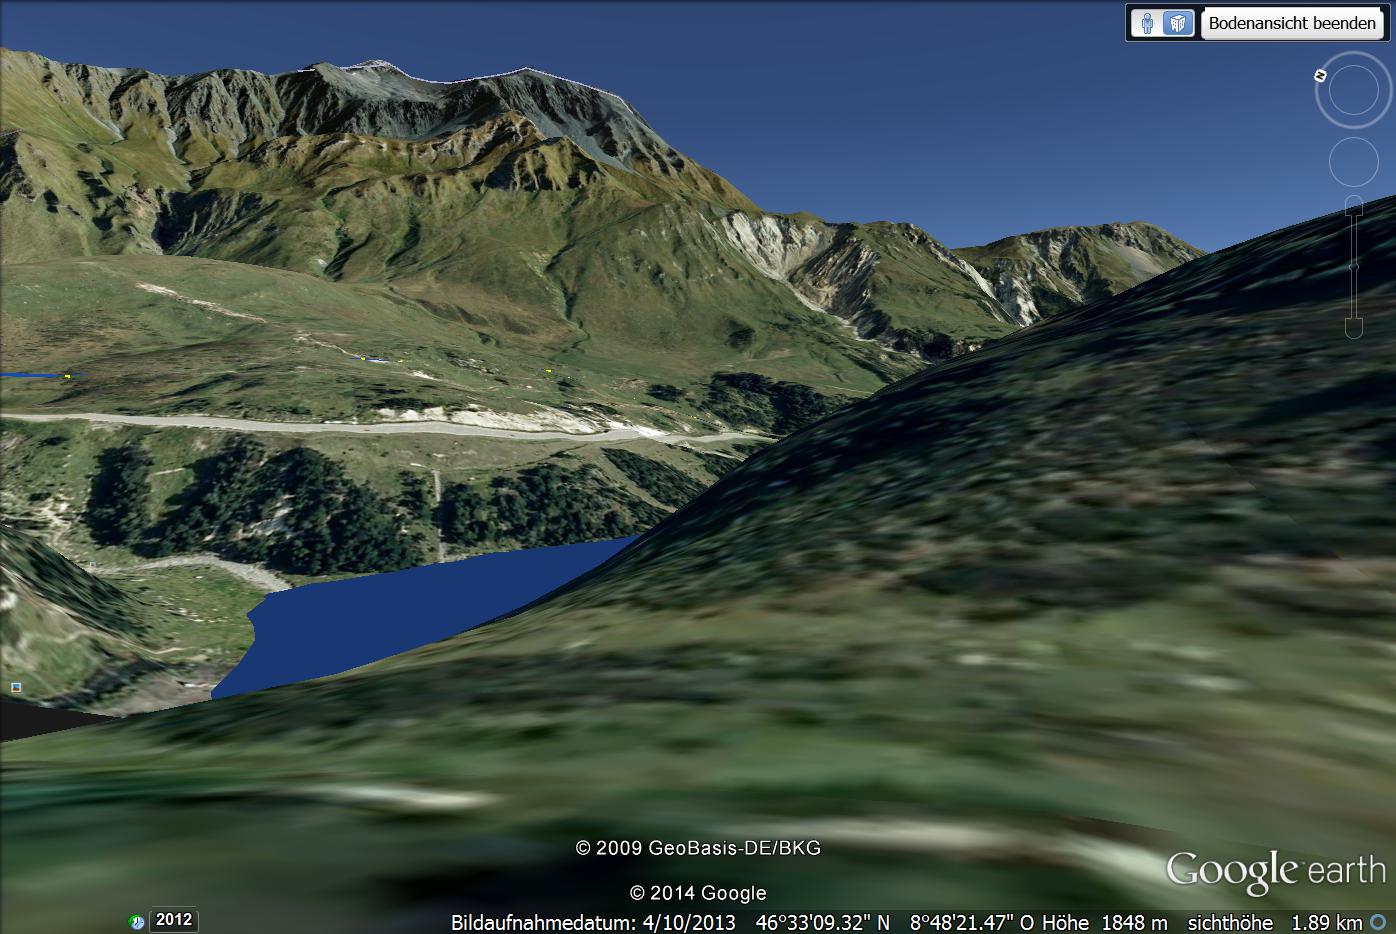 Bodenansicht beenden
N
© 2009 GeoBasis-DE/BKG
© 2014 Google
Google earth
2012
Bildaufnahmedatum: 4/10/2013 46°33'09.32" N 8°48'21.47" O Höhe 1848 m sichthöhe 1.89 km